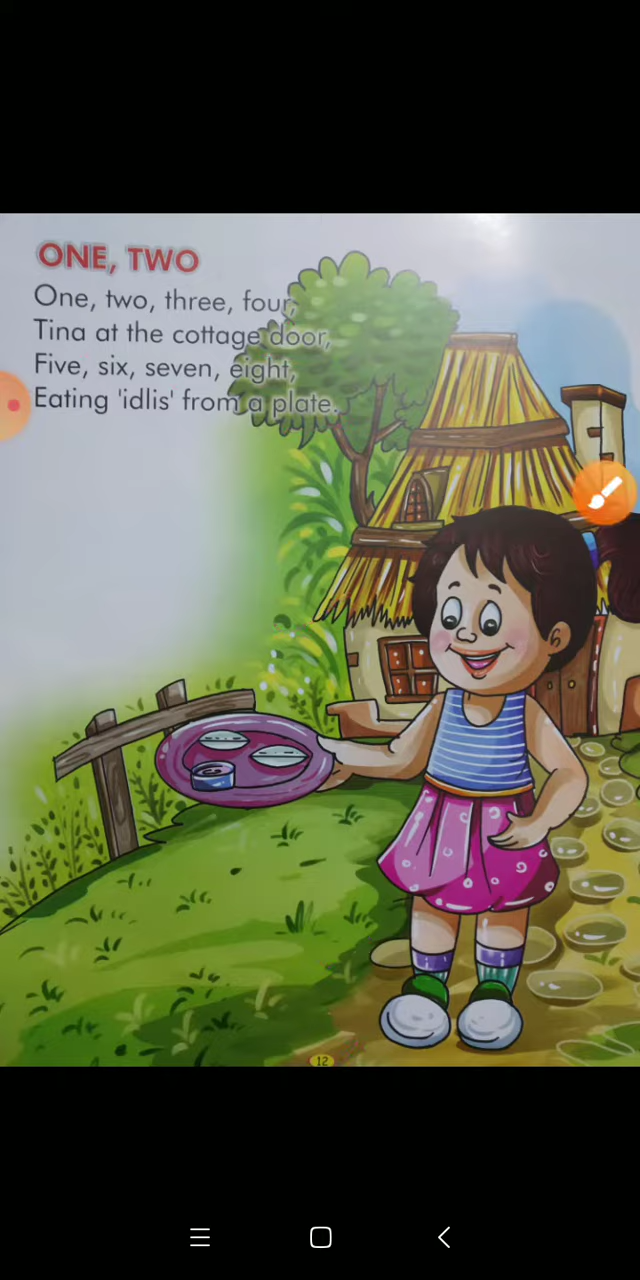 ONE, TWO
One, two, three, four,
Tina at the cottage door,
Five, six, seven, eight,
Eating 'idlis' from a plate.
12